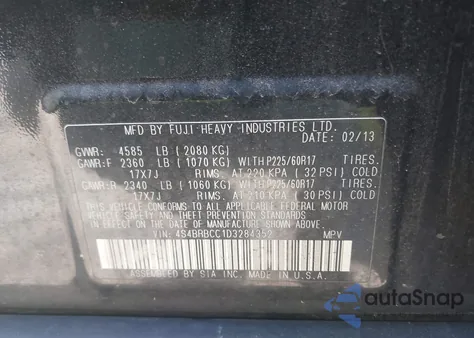 MFD BY FUJI HEAVY INDUSTRIES LTD.
DATE: 02/13
GVWR: 4585 LB (2080 KG) TIRES
GAWR:F 2360 LB (1070 KG) WITH P225/60R17
17X7J RIMS, AT 220 KPA (32 PSI) COLD
GAWR:R 2340 LB (1060 KG) WITH P225/60R17
17X7J RIMS, AT 210 KPA (30 PSI) COLD
THIS VEHICLE CONFORMS TO ALL APPLICABLE FEDERAL MOTOR
VEHICLE SAFETY AND THEFT PREVENTION STANDARDS
IN EFFECT ON THE DATE OF MANUFACTURE SHOWN ABOVE.
VIN: 4S4BRBCC1D3284352 MPV
ASSEMBLED BY SIA INC. MADE IN U.S.A.
autaSnap